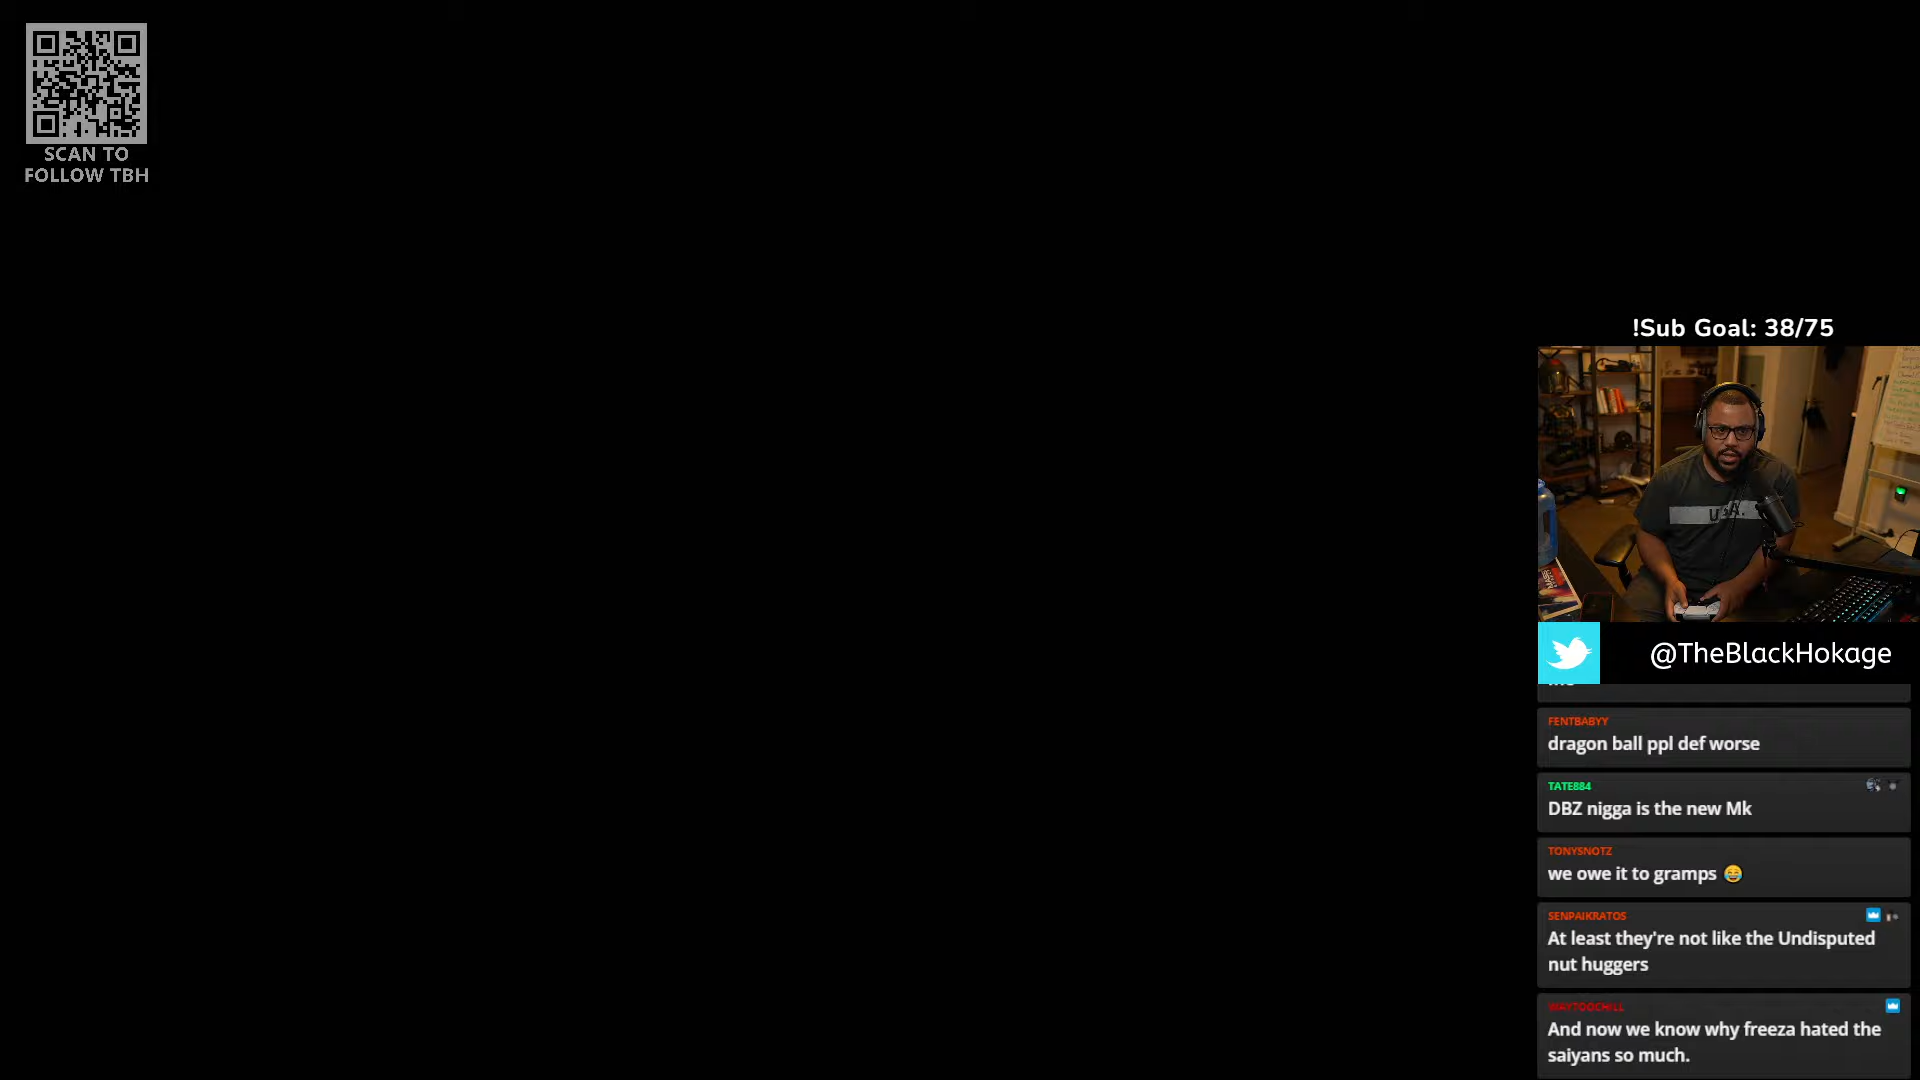 SCAN TO
FOLLOW TBH
!Sub Goal: 38/75
U.S.A.
@TheBlackHokage
FENTBABYY
dragon ball ppl def worse
TATE884
DBZ nigga is the new Mk
TONYSNOTZ
we owe it to gramps 😂
SENPAIKRATOS
At least they're not like the Undisputed
nut huggers
WAYTOOCHILL
And now we know why freeza hated the
saiyans so much.